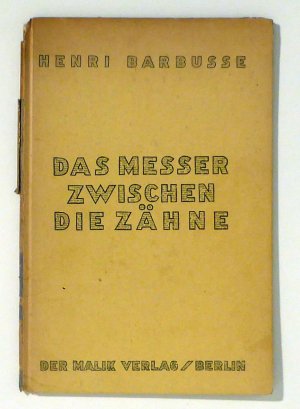 HENRI BARBUSSE
DAS MESSER
ZWISCHEN
DIE ZÄHNE
DER MALIK VERLAG / BERLIN